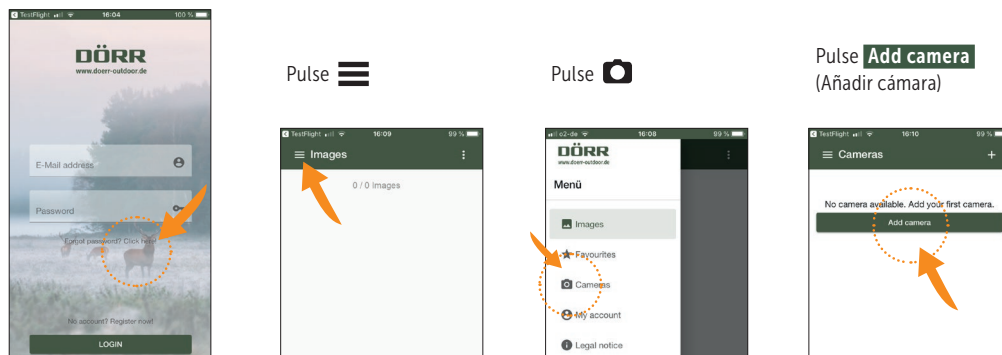 TestFlight 16:04 100 %
DÖRR
www.doerr-outdoor.de
E-Mail address
Password
Forgot password? Click here!
No account? Register now!
LOGIN
Pulse
TestFlight 16:09 99 %
Images
0 / 0 Images
Pulse
o2-de 16:08 99 %
DÖRR
www.doerr-outdoor.de
Menü
Images
Favourites
Cameras
My account
Legal notice
Pulse Add camera
(Añadir cámara)
TestFlight 16:10 99 %
Cameras +
No camera available. Add your first camera.
Add camera